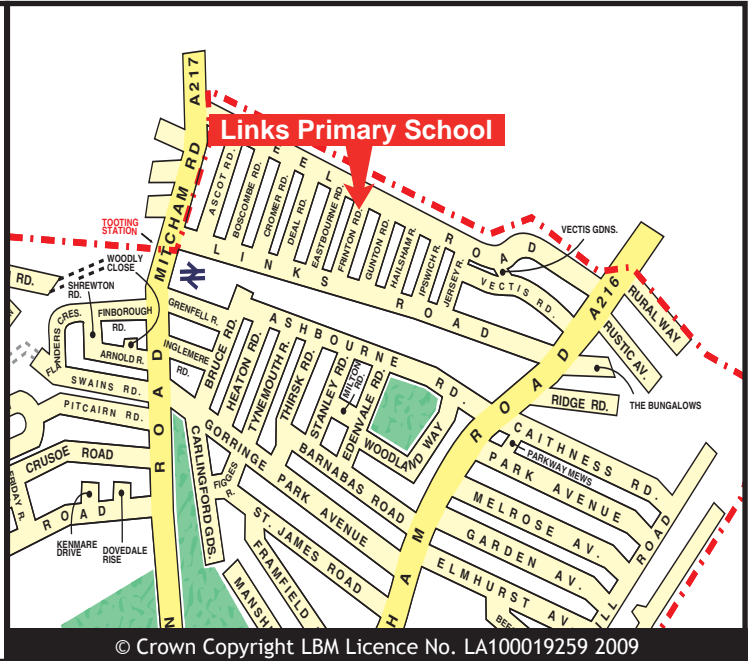 A217
Links Primary School
MITCHAM RD
ASCOT RD.
BOSCOMBE RD.
CROMER RD.
DEAL RD.
EASTBOURNE RD.
FRINTON RD.
GUNTON RD.
HAILSHAM R.
IPSWICH R.
JERSEY R.
ROAD
VECTIS GDNS.
VECTIS RD.
TOOTING
STATION
LINKS ROAD
A216
RURAL WAY
RUSTIC AV.
WOODLY
CLOSE
RD.
SHREWTON
RD.
FINBOROUGH
RD.
GRENFELL R.
FLANDERS CRES.
ARNOLD R.
INGLEMERE
RD.
BRUCE RD.
HEATON RD.
TYNEMOUTH R.
THIRSK RD.
STANLEY RD.
MILTON
RD.
EDENVALE RD.
ASHBOURNE RD.
WOODLAND WAY
THE BUNGALOWS
RIDGE RD.
ROAD
SWAINS RD.
PITCAIRN RD.
ROAD
CRUSOE ROAD
FRIDAY R.
ROAD
KENMARE
DRIVE
DOVEDALE
RISE
CARLINGFORD GDS.
GORRINGE PARK AVENUE
FIGGES
R.
BARNABAS ROAD
ST. JAMES ROAD
FRAMFIELD
MANSH
CAITHNESS RD.
PARKWAY MEWS
PARK AVENUE
MELROSE AV.
GARDEN AV.
ELMHURST AV.
ROAD
HAM
© Crown Copyright LBM Licence No. LA100019259 2009